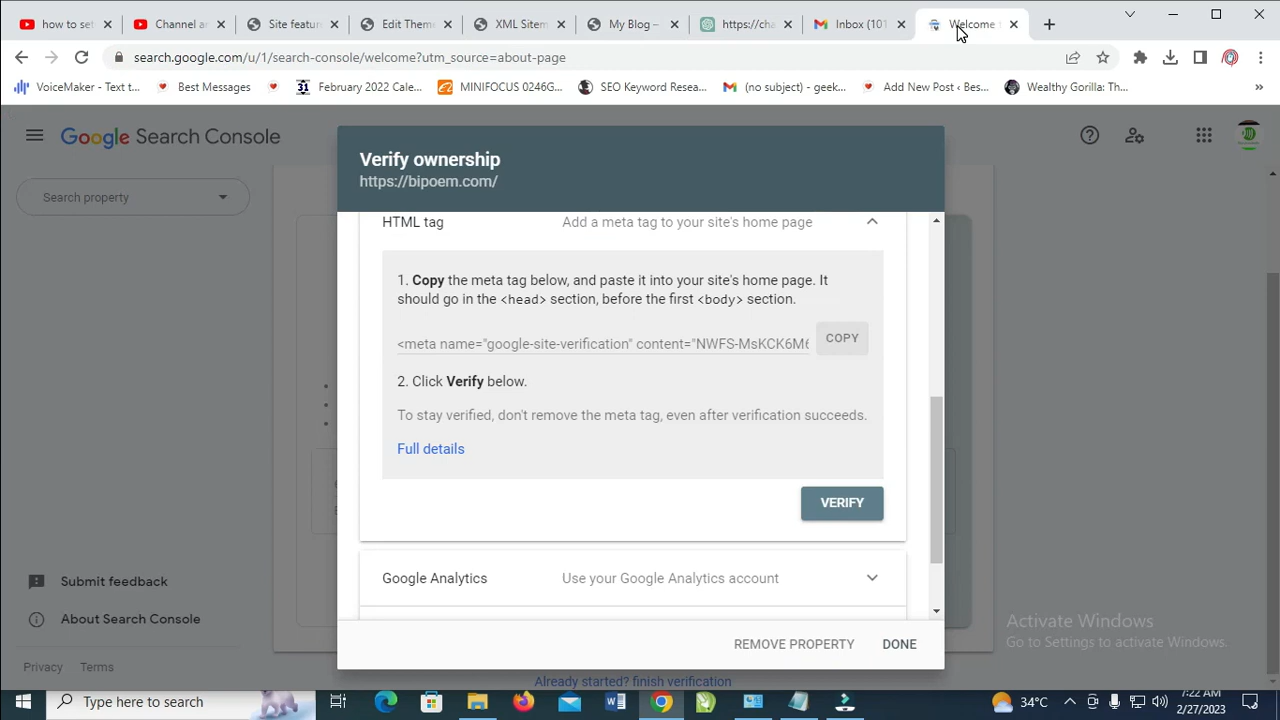 how to set
Channel ar
Site featur
Edit Theme
XML Sitem
My Blog –
https://cha
Inbox (101
Welcome
search.google.com/u/1/search-console/welcome?utm_source=about-page
VoiceMaker - Text t...
Best Messages
February 2022 Cale...
MINIFOCUS 0246G...
SEO Keyword Resea...
(no subject) - geek...
Add New Post ‹ Bes...
Wealthy Gorilla: Th...
»
Google Search Console
Search property
Verify ownership
https://bipoem.com/
HTML tag Add a meta tag to your site's home page
1. Copy the meta tag below, and paste it into your site's home page. It
should go in the <head> section, before the first <body> section.
<meta name="google-site-verification" content="NWFS-MsKCK6M6
COPY
2. Click Verify below.
To stay verified, don't remove the meta tag, even after verification succeeds.
Full details
VERIFY
Google Analytics Use your Google Analytics account
REMOVE PROPERTY DONE
Submit feedback
About Search Console
Privacy Terms
Already started? finish verification
Activate Windows
Go to Settings to activate Windows.
Type here to search
34°C
7:22 AM
2/27/2023